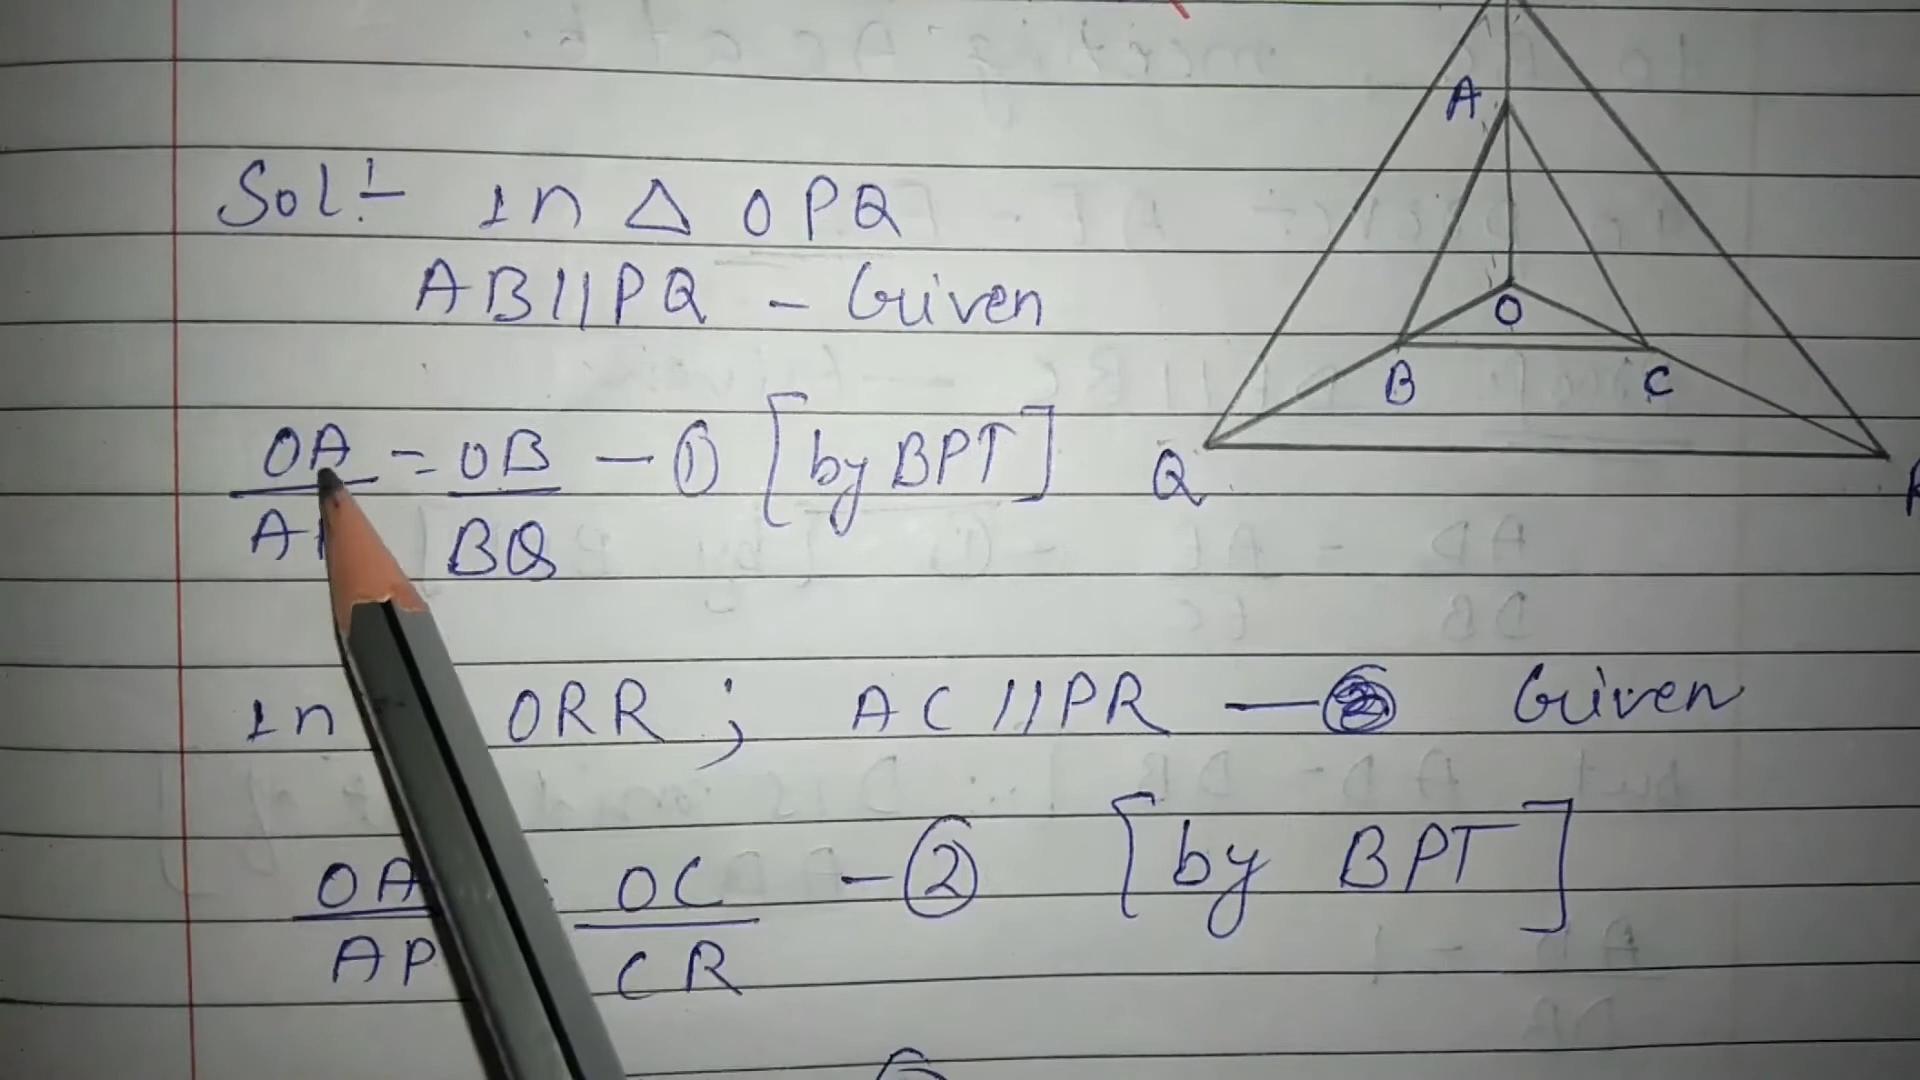 Sol:- In △ OPQ
AB||PQ - Given
OA = OB - ① [by BPT]
A BQ
In ORR ; AC||PR - Given
OA OC - ② [by BPT]
AP CR
A
O
B C
Q